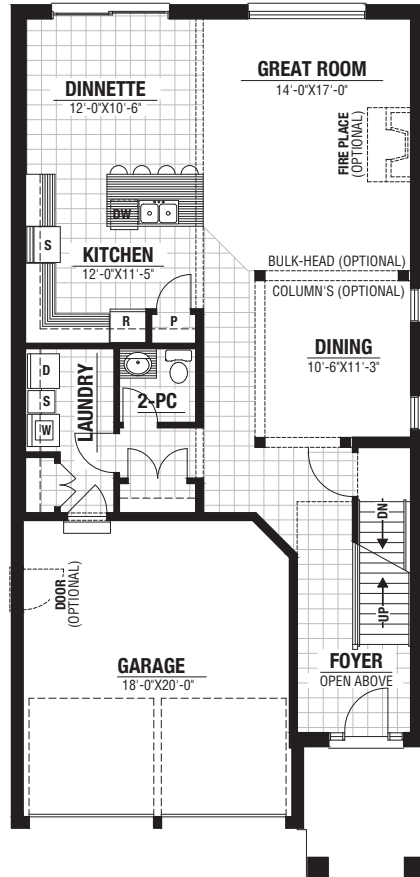 DINNETTE
12'-0"X10'-6"
GREAT ROOM
14'-0"X17'-0"
FIRE PLACE
(OPTIONAL)
DW
S
KITCHEN
12'-0"X11'-5"
BULK-HEAD (OPTIONAL)
COLUMN'S (OPTIONAL)
R
P
DINING
10'-6"X11'-3"
D
S
W
LAUNDRY
2-PC
DN
UP
DOOR
(OPTIONAL)
GARAGE
18'-0"X20'-0"
FOYER
OPEN ABOVE